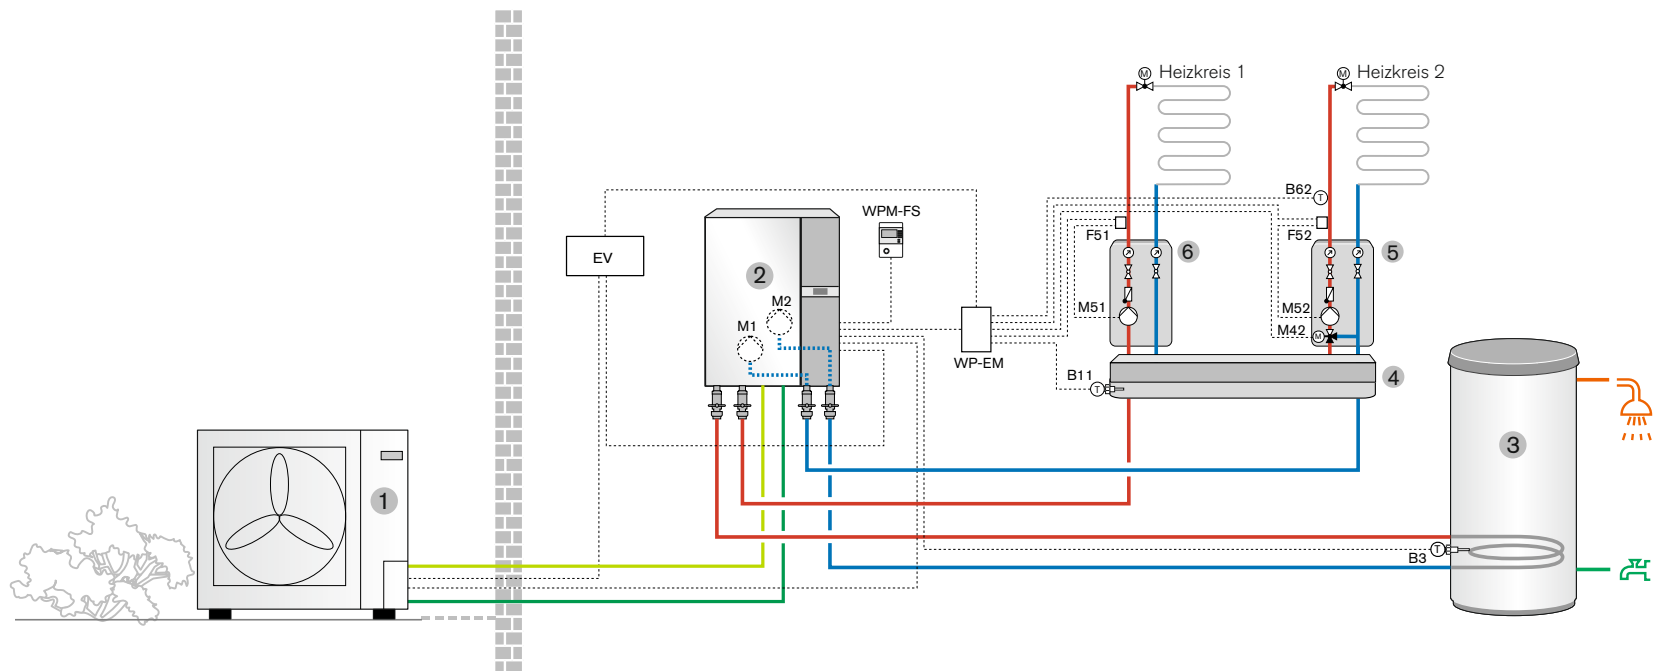 Heizkreis 1
Heizkreis 2
M
M
B62
T
WPM-FS
F51
F52
EV
6
5
2
M2
M51
M52
M1
M42
M
WP-EM
B11
T
4
3
1
B3
T